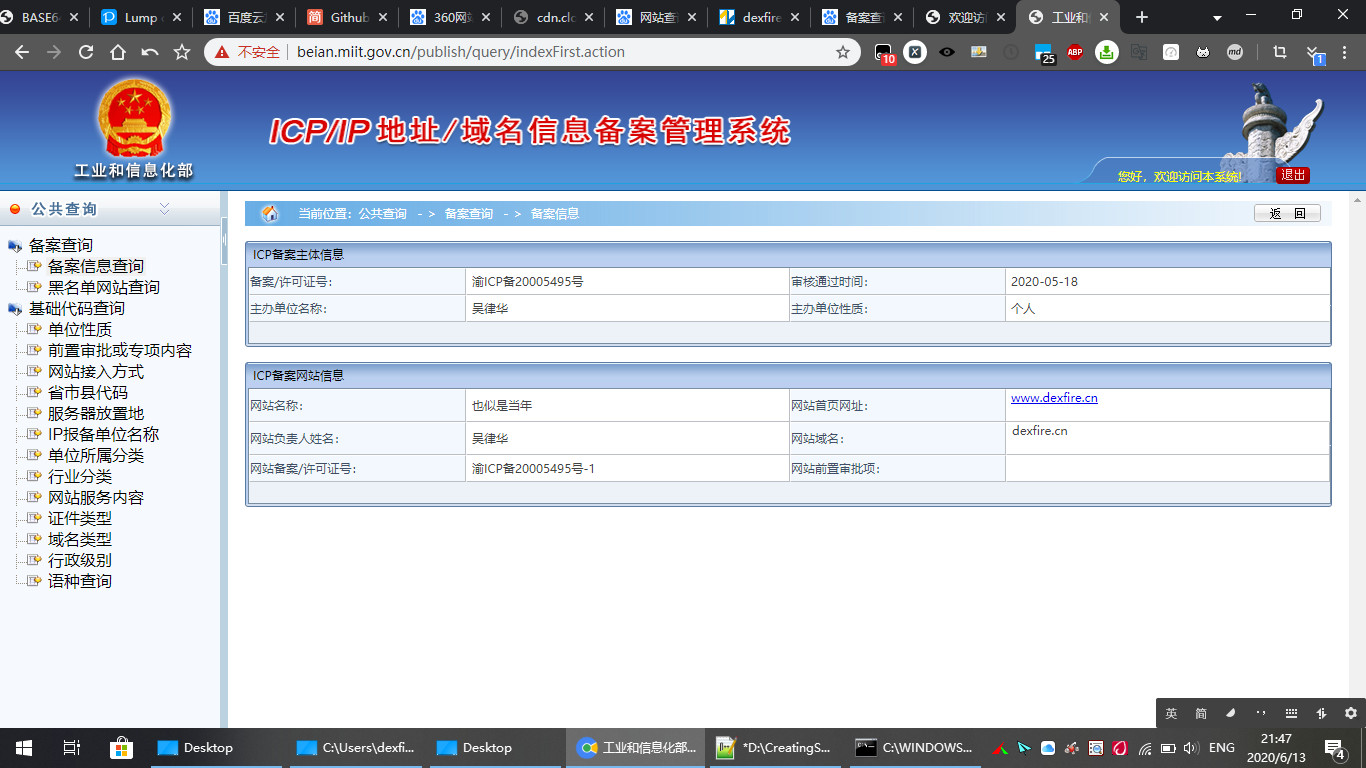 BASE64
Lump c
百度云
Github
360网
cdn.clc
网站查
dexfire
备案查
欢迎访
工业和
不安全
beian.miit.gov.cn/publish/query/indexFirst.action
10
25
ABP
md
1
工业和信息化部
ICP/IP 地址/域名信息备案管理系统
您好，欢迎访问本系统!
退出
公共查询
备案查询
备案信息查询
黑名单网站查询
基础代码查询
单位性质
前置审批或专项内容
网站接入方式
省市县代码
服务器放置地
IP报备单位名称
单位所属分类
行业分类
网站服务内容
证件类型
域名类型
行政级别
语种查询
当前位置：公共查询 -> 备案查询 -> 备案信息
返 回
ICP备案主体信息
备案/许可证号： 渝ICP备20005495号 审核通过时间： 2020-05-18
主办单位名称： 吴律华 主办单位性质： 个人
ICP备案网站信息
网站名称： 也似是当年 网站首页网址： www.dexfire.cn
网站负责人姓名： 吴律华 网站域名： dexfire.cn
网站备案/许可证号： 渝ICP备20005495号-1 网站前置审批项：
英 简
Desktop
C:\Users\dexfi...
Desktop
工业和信息化部...
*D:\CreatingS...
C:\WINDOWS...
ENG
21:47
2020/6/13
4